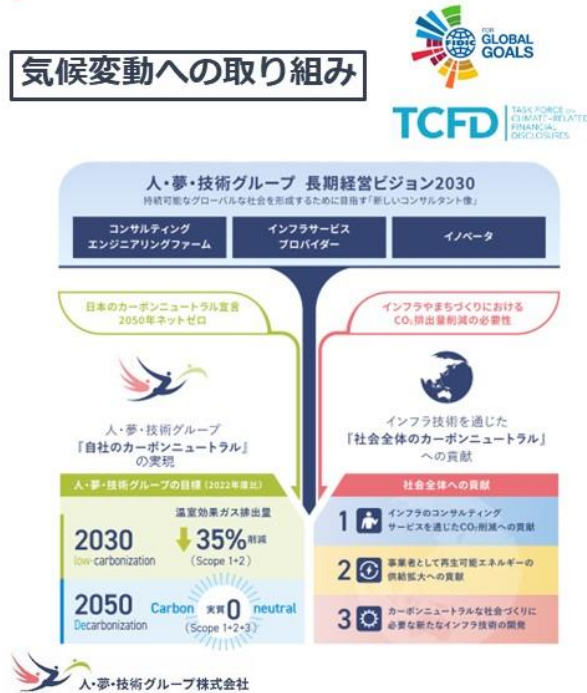 気候変動への取り組み
FIDIC
FOR
GLOBAL
GOALS
TCFD
TASK FORCE ON
CLIMATE-RELATED
FINANCIAL
DISCLOSURES
人・夢・技術グループ 長期経営ビジョン2030
持続可能なグローバルな社会を形成するために目指す「新しいコンサルタント像」
コンサルティング
エンジニアリングファーム
インフラサービス
プロバイダー
イノベータ
日本のカーボンニュートラル宣言
2050年ネットゼロ
インフラやまちづくりにおける
CO₂排出量削減の必要性
人・夢・技術グループ
『自社のカーボンニュートラル』
の実現
インフラ技術を通じた
『社会全体のカーボンニュートラル』
への貢献
人・夢・技術グループの目標（2022年度比）
温室効果ガス排出量
2030
low-carbonization
35%削減
(Scope 1+2)
2050
Decarbonization
Carbon 実質0 neutral
(Scope 1+2+3)
社会全体への貢献
1 インフラのコンサルティング
サービスを通じたCO₂削減への貢献
2 事業者として再生可能エネルギーの
供給拡大への貢献
3 カーボンニュートラルな社会づくりに
必要な新たなインフラ技術の開発
人・夢・技術グループ株式会社